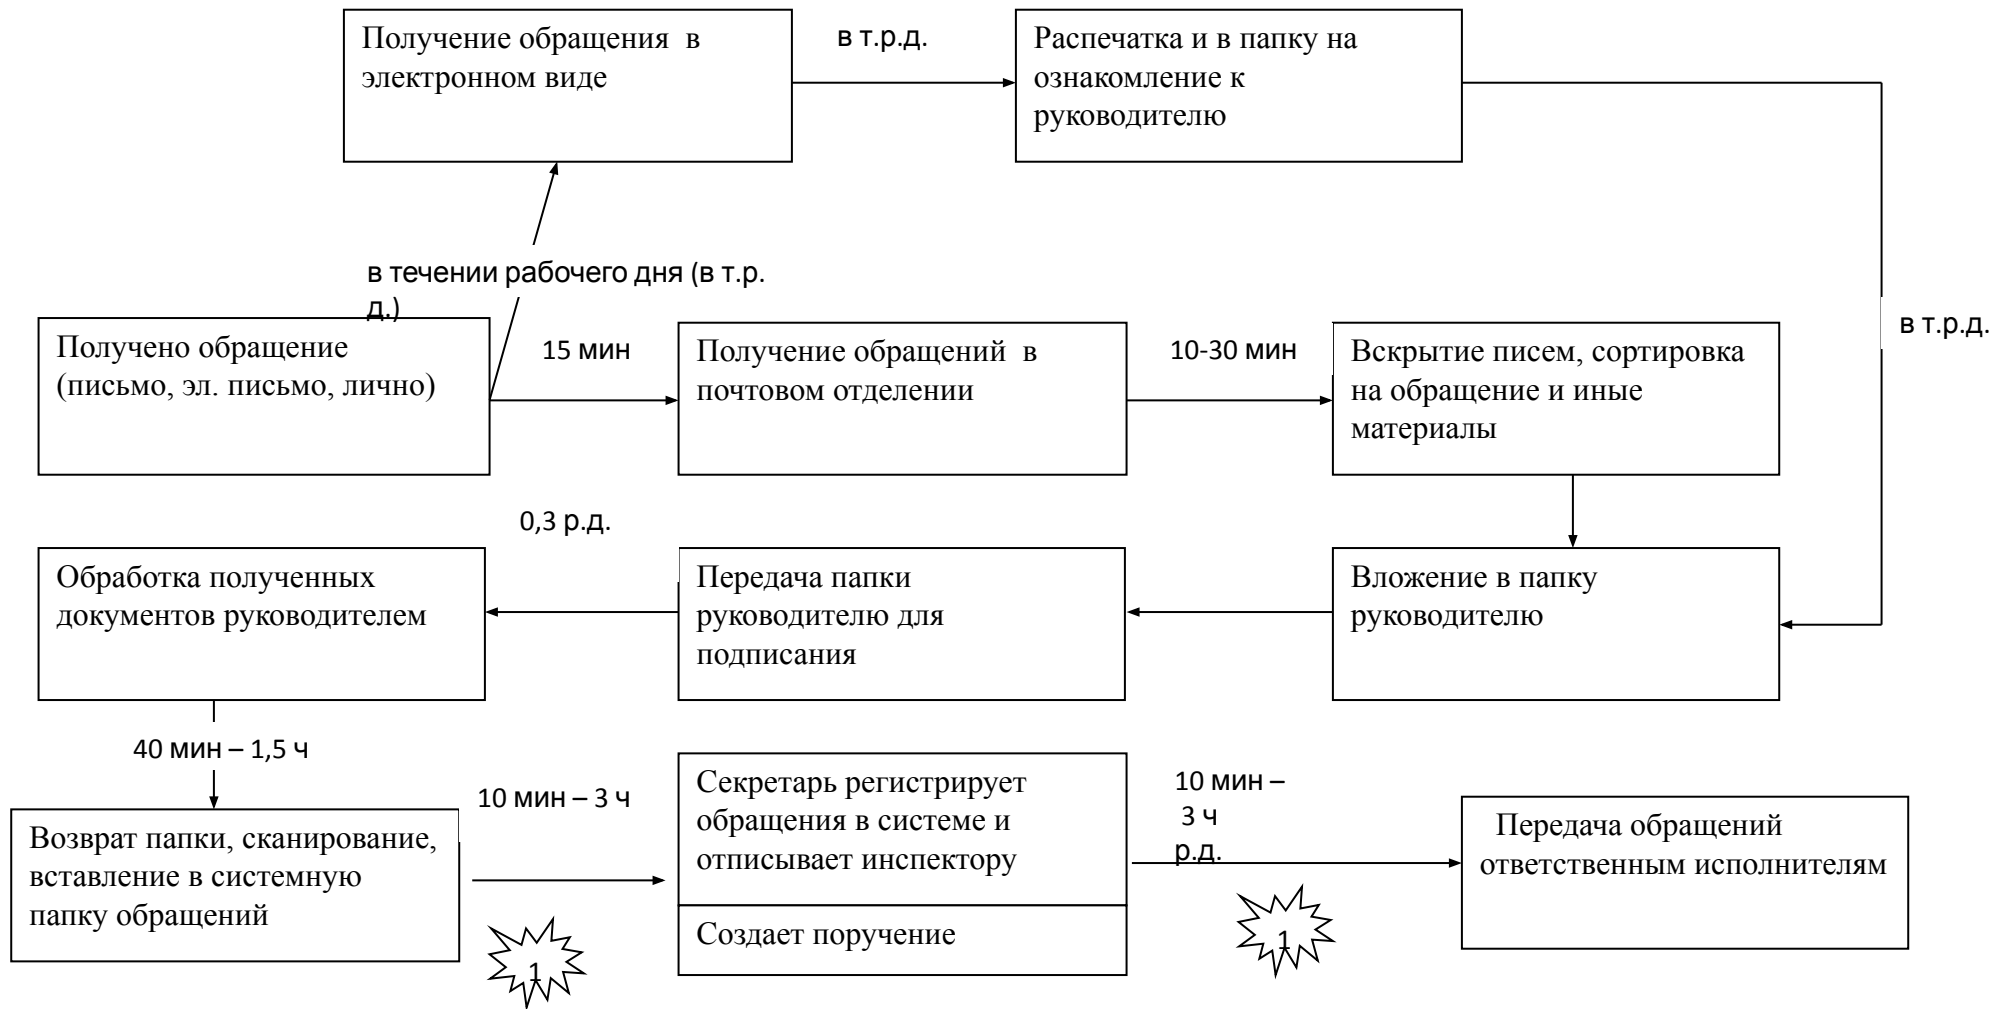 Получение обращения в
электронном виде
в т.р.д.
Распечатка и в папку на
ознакомление к
руководителю
в течении рабочего дня (в т.р.
д.)
в т.р.д.
Получено обращение
(письмо, эл. письмо, лично)
15 мин
Получение обращений в
почтовом отделении
10-30 мин
Вскрытие писем, сортировка
на обращение и иные
материалы
0,3 р.д.
Обработка полученных
документов руководителем
Передача папки
руководителю для
подписания
Вложение в папку
руководителю
40 мин – 1,5 ч
Возврат папки, сканирование,
вставление в системную
папку обращений
10 мин – 3 ч
1
Секретарь регистрирует
обращения в системе и
отписывает инспектору
Создает поручение
10 мин –
3 ч
р.д.
1
Передача обращений
ответственным исполнителям